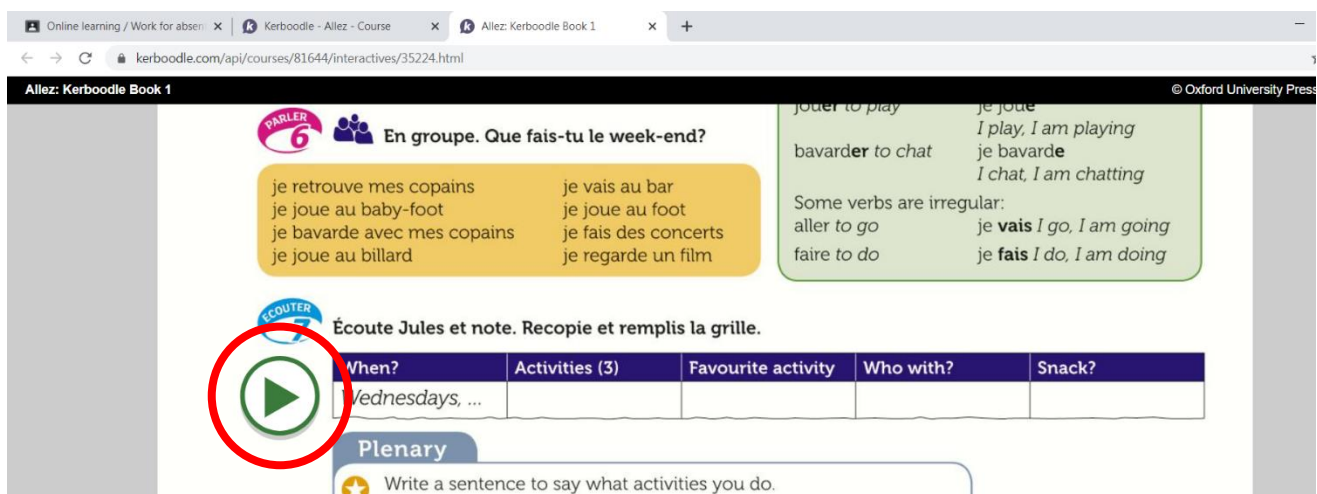 Online learning / Work for absen
Kerboodle - Allez - Course
Allez: Kerboodle Book 1
kerboodle.com/api/courses/81644/interactives/35224.html
Allez: Kerboodle Book 1
© Oxford University Press
PARLER
6
En groupe. Que fais-tu le week-end?
je retrouve mes copains
je joue au baby-foot
je bavarde avec mes copains
je joue au billard
je vais au bar
je joue au foot
je fais des concerts
je regarde un film
jouer to play je joue
I play, I am playing
bavarder to chat je bavarde
I chat, I am chatting
Some verbs are irregular:
aller to go je vais I go, I am going
faire to do je fais I do, I am doing
ECOUTER
7
Écoute Jules et note. Recopie et remplis la grille.
When? Activities (3) Favourite activity Who with? Snack?
Wednesdays, ...
Plenary
Write a sentence to say what activities you do.